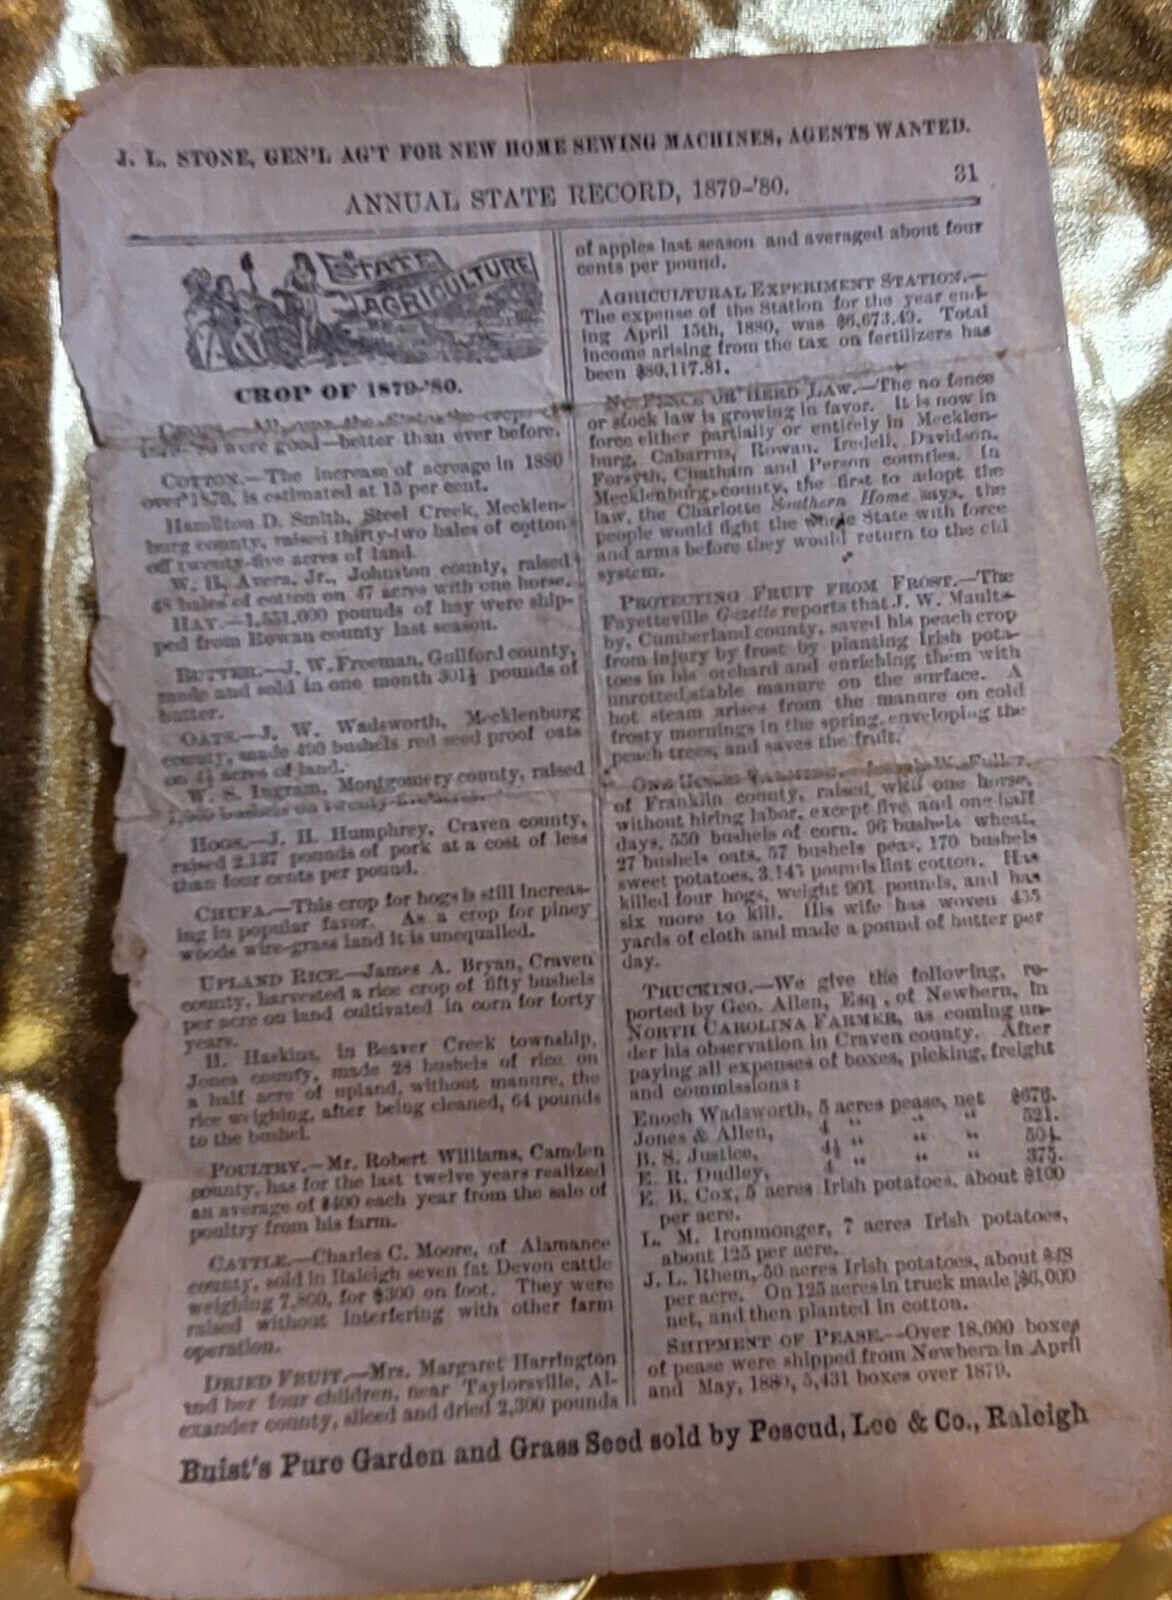 J. L. STONE, GEN'L AG'T FOR NEW HOME SEWING MACHINES, AGENTS WANTED.
ANNUAL STATE RECORD, 1879-'80.
31
STATE
AGRICULTURE
CROP OF 1879-'80.
CROPS.—All over the State the crops of
1879-'80 were good—better than ever before.
COTTON.—The increase of acreage in 1880
over 1879, is estimated at 15 per cent.
Hamilton D. Smith, Steel Creek, Mecklen-
burg county, raised thirty-two bales of cotton
off twenty-five acres of land.
W. H. Avera, Jr., Johnston county, raised
48 bales of cotton on 47 acres with one horse.
HAY.—1,551,000 pounds of hay were ship-
ped from Rowan county last season.
BUTTER.—J. W. Freeman, Guilford county,
made and sold in one month 301½ pounds of
butter.
OATS.—J. W. Wadsworth, Mecklenburg
county, made 490 bushels red seed proof oats
on 4½ acres of land.
W. S. Ingram, Montgomery county, raised
bushels on twenty-five acres.
HOGS.—J. H. Humphrey, Craven county,
raised 2,137 pounds of pork at a cost of less
than four cents per pound.
CHUFA.—This crop for hogs is still increas-
ing in popular favor. As a crop for piney
woods wire-grass land it is unequalled.
UPLAND RICE.—James A. Bryan, Craven
county, harvested a rice crop of fifty bushels
per acre on land cultivated in corn for forty
years.
H. Haskins, in Beaver Creek township,
Jones county, made 28 bushels of rice on
a half acre of upland, without manure, the
rice weighing, after being cleaned, 64 pounds
to the bushel.
POULTRY.—Mr. Robert Williams, Camden
county, has for the last twelve years realized
an average of $400 each year from the sale of
poultry from his farm.
CATTLE.—Charles C. Moore, of Alamance
county, sold in Raleigh seven fat Devon cattle
weighing 7,800, for $300 on foot. They were
raised without interfering with other farm
operation.
DRIED FRUIT.—Mrs. Margaret Harrington
and her four children, near Taylorsville, Al-
exander county, sliced and dried 2,300 pounds
of apples last season and averaged about four
cents per pound.
AGRICULTURAL EXPERIMENT STATION.—
The expense of the Station for the year end-
ing April 15th, 1880, was $6,673.49. Total
income arising from the tax on fertilizers has
been $80,117.81.
NO FENCE OR HERD LAW.—The no fence
or stock law is growing in favor. It is now in
force either partially or entirely in Mecklen-
burg, Cabarrus, Rowan, Iredell, Davidson,
Forsyth, Chatham and Person counties. In
Mecklenburg county, the first to adopt the
law, the Charlotte Southern Home says, the
people would fight the whole State with force
and arms before they would return to the old
system.
PROTECTING FRUIT FROM FROST.—The
Fayetteville Gazette reports that J. W. Maults-
by, Cumberland county, saved his peach crop
from injury by frost by planting Irish pota-
toes in his orchard and enriching them with
unrotted stable manure on the surface. A
hot steam arises from the manure on cold
frosty mornings in the spring, enveloping the
peach trees, and saves the fruit.
ONE HORSE FARMING.— W. Fuller,
of Franklin county, raised, with one horse,
without hiring labor, except five and one-half
days, 550 bushels of corn, 96 bushels wheat,
27 bushels oats, 57 bushels peas, 170 bushels
sweet potatoes, 3,145 pounds lint cotton. Has
killed four hogs, weight 901 pounds, and has
six more to kill. His wife has woven 455
yards of cloth and made a pound of butter per
day.
TRUCKING.—We give the following, re-
ported by Geo. Allen, Esq., of Newbern, in
NORTH CAROLINA FARMER, as coming un-
der his observation in Craven county. After
paying all expenses of boxes, picking, freight
and commissions:
Enoch Wadsworth, 5 acres pease, net $676.
Jones & Allen, 4 " " " 521.
B. S. Justice, 4½ " " " 504.
E. R. Dudley, 4 " " " 375.
E. B. Cox, 5 acres Irish potatoes, about $100
per acre.
L. M. Ironmonger, 7 acres Irish potatoes,
about 125 per acre.
J. L. Rhem, 50 acres Irish potatoes, about $48
per acre. On 125 acres in truck made $6,000
net, and then planted in cotton.
SHIPMENT OF PEASE.—Over 18,000 boxes
of pease were shipped from Newbern in April
and May, 1880, 5,431 boxes over 1879.
Buist's Pure Garden and Grass Seed sold by Pescud, Lee & Co., Raleigh